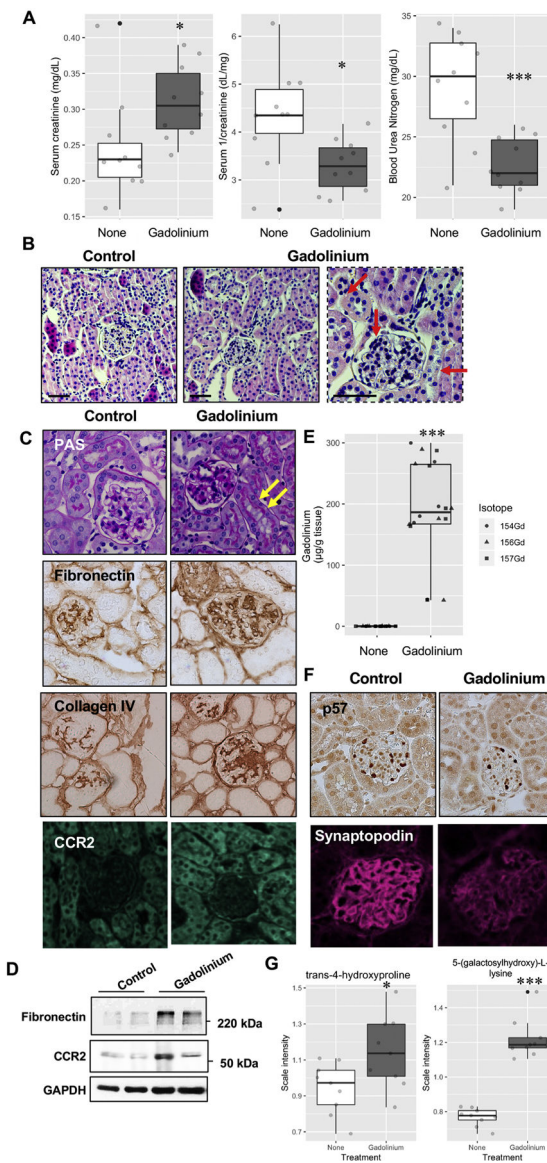 A
Serum creatinine (mg/dL)
0.35
0.30
0.25
0.20
0.15
*
None
Gadolinium
Serum 1/creatinine (dL/mg)
6
5
4
3
*
None
Gadolinium
Blood Urea Nitrogen (mg/dL)
35
30
25
20
***
None
Gadolinium
B
Control
Gadolinium
Control
Gadolinium
C
PAS
Fibronectin
Collagen IV
CCR2
E
***
Gadolinium
(µg/g tissue)
300
200
100
0
None
Gadolinium
Isotope
154Gd
156Gd
157Gd
F
Control
Gadolinium
p57
Synaptopodin
D
Control
Gadolinium
Fibronectin
220 kDa
CCR2
50 kDa
GAPDH
G
trans-4-hydroxyproline
*
Scale intensity
1.5
1.3
1.1
0.9
0.7
None
Gadolinium
Treatment
5-(galactosylhydroxy)-L-
lysine
***
Scale intensity
1.4
1.2
1.0
0.8
None
Gadolinium
Treatment